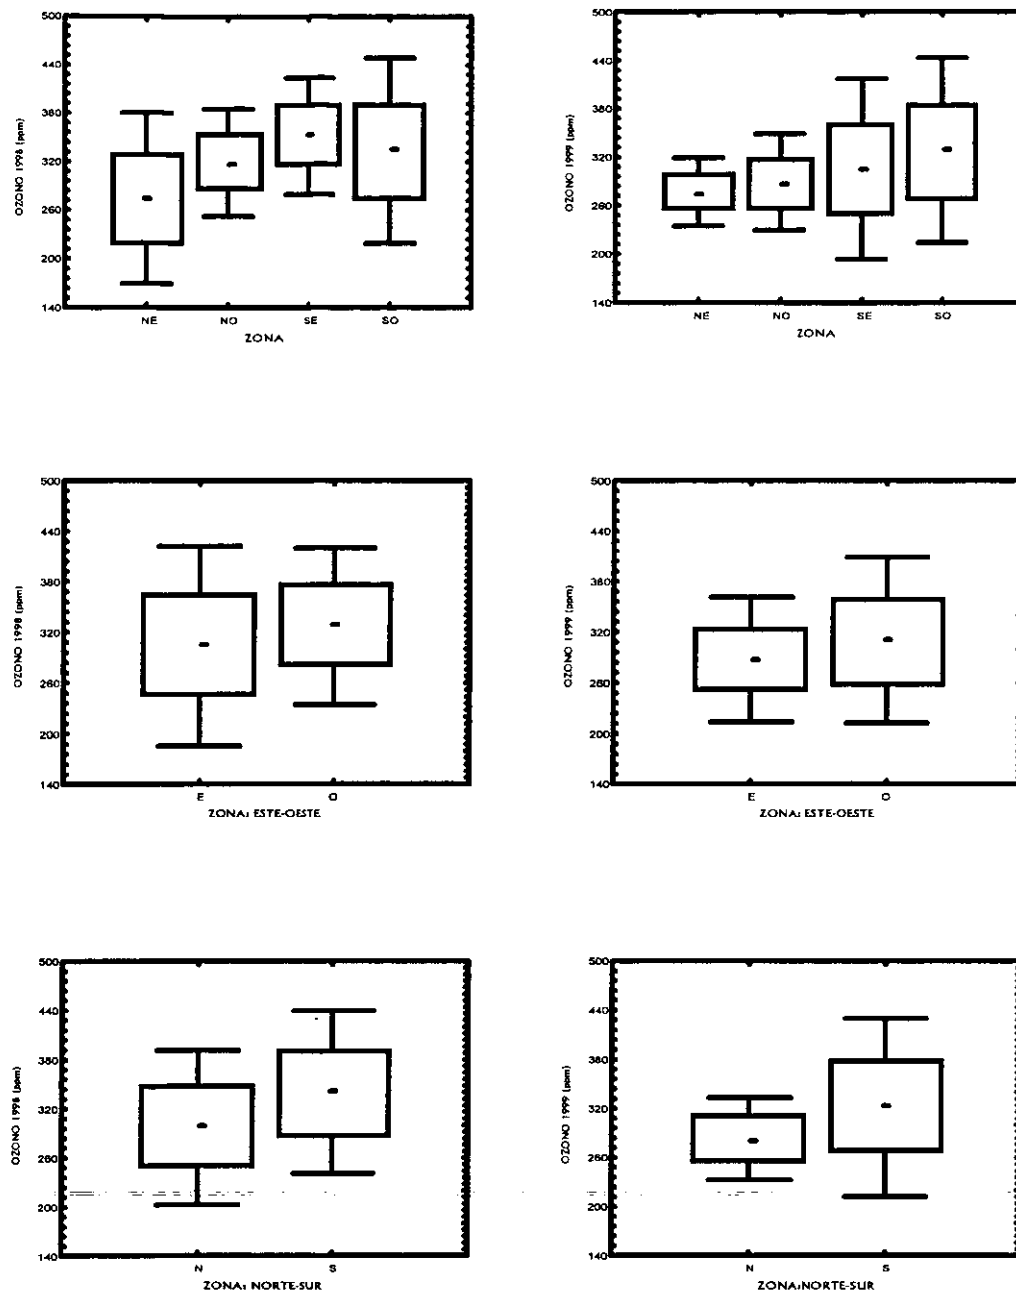 500
440
380
320
260
200
140
OZONO 1998 (ppm)
NE NO SE SO
ZONA
500
440
380
320
260
200
140
OZONO 1999 (ppm)
NE NO SE SO
ZONA
500
440
380
320
260
200
140
OZONO 1998 (ppm)
E O
ZONA: ESTE-OESTE
500
440
380
320
260
200
140
OZONO 1999 (ppm)
E O
ZONA: ESTE-OESTE
500
440
380
320
260
200
140
OZONO 1998 (ppm)
N S
ZONA: NORTE-SUR
500
440
380
320
260
200
140
OZONO 1999 (ppm)
N S
ZONA:NORTE-SUR